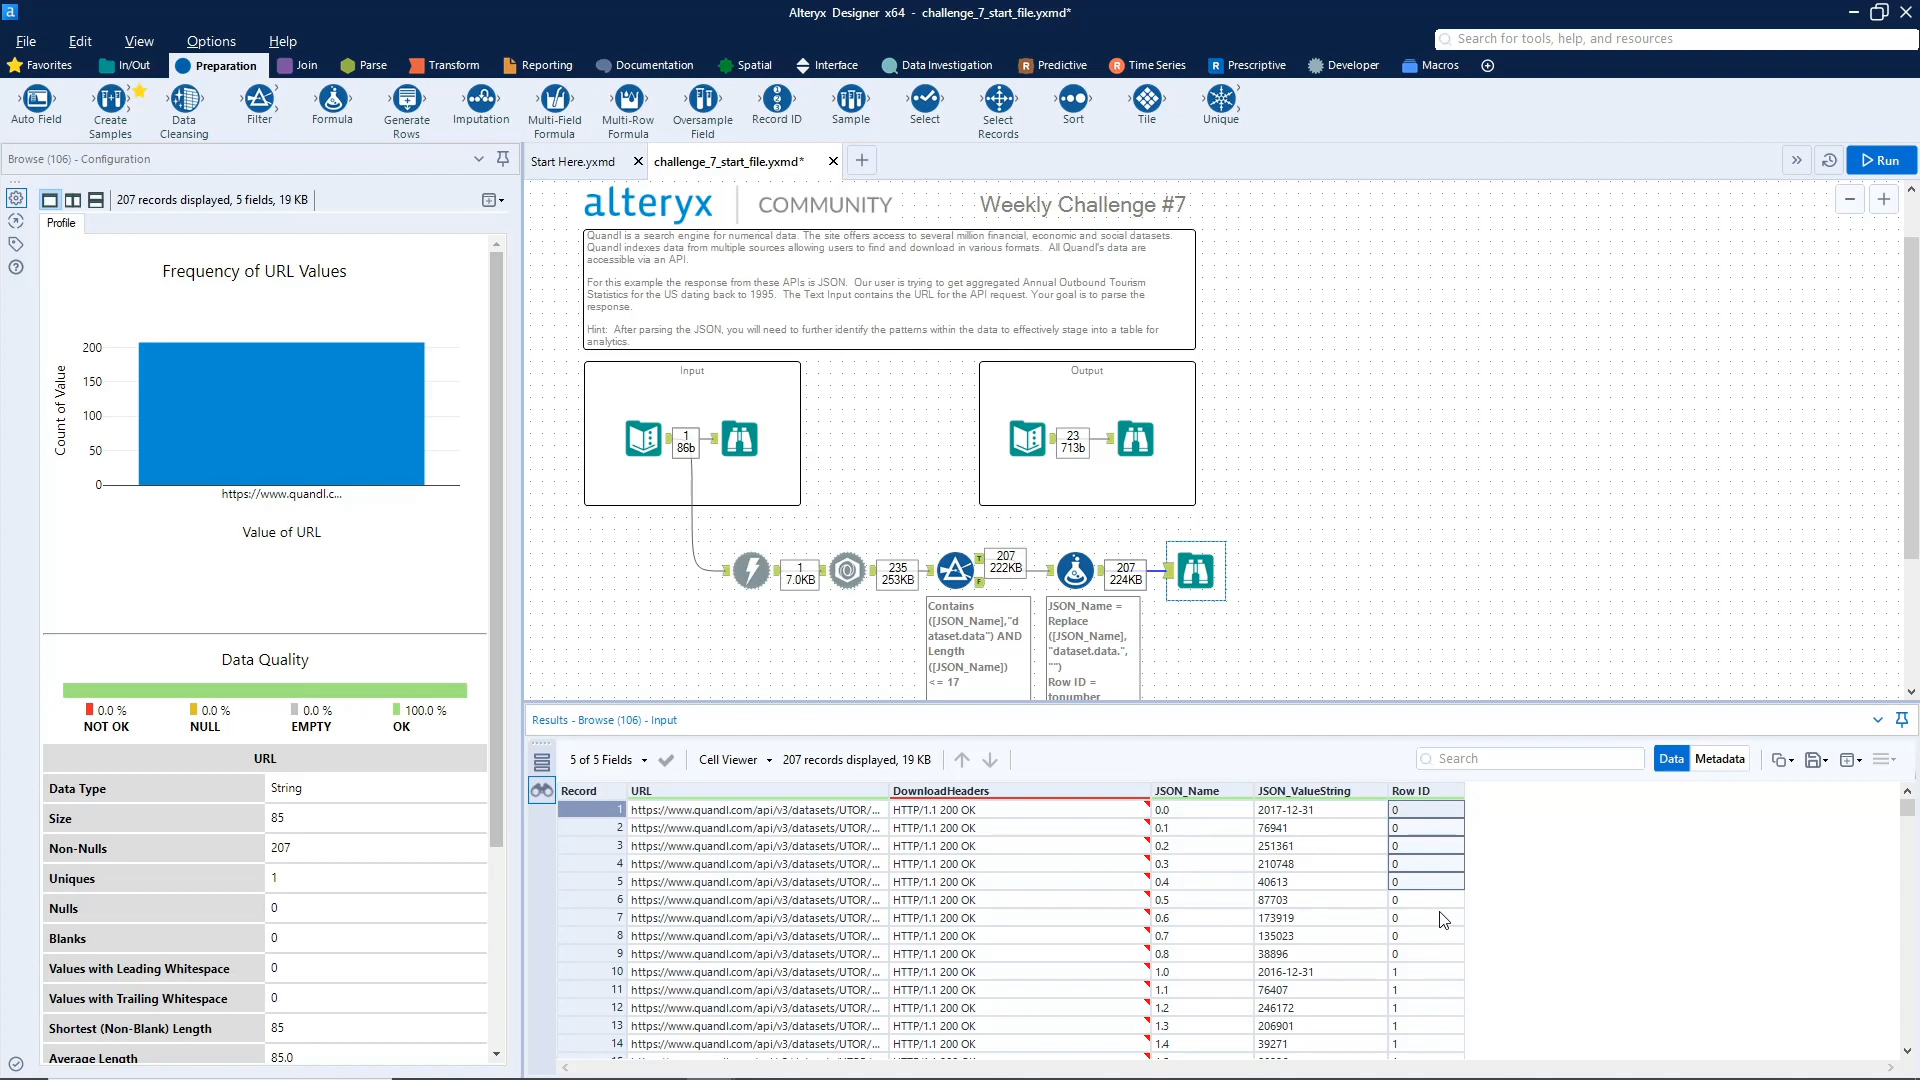 Alteryx Designer x64 - challenge_7_start_file.yxmd*
File Edit View Options Help
Search for tools, help, and resources
Favorites In/Out Preparation Join Parse Transform Reporting Documentation Spatial Interface Data Investigation Predictive Time Series Prescriptive Developer Macros
Auto Field
Create Samples
Data Cleansing
Filter
Formula
Generate Rows
Imputation
Multi-Field Formula
Multi-Row Formula
Oversample Field
Record ID
Sample
Select
Select Records
Sort
Tile
Unique
Browse (106) - Configuration
Start Here.yxmd
challenge_7_start_file.yxmd*
Run
207 records displayed, 5 fields, 19 KB
Profile
Frequency of URL Values
Count of Value
200
150
100
50
0
https://www.quandl.c...
Value of URL
Data Quality
0.0 % NOT OK
0.0 % NULL
0.0 % EMPTY
100.0 % OK
URL
Data Type String
Size 85
Non-Nulls 207
Uniques 1
Nulls 0
Blanks 0
Values with Leading Whitespace 0
Values with Trailing Whitespace 0
Shortest (Non-Blank) Length 85
Average Length 85.0
alteryx COMMUNITY Weekly Challenge #7
Quandl is a search engine for numerical data. The site offers access to several million financial, economic and social datasets.
Quandl indexes data from multiple sources allowing users to find and download in various formats. All Quandl's data are
accessible via an API.
For this example the response from these APIs is JSON. Our user is trying to get aggregated Annual Outbound Tourism
Statistics for the US dating back to 1995. The Text Input contains the URL for the API request. Your goal is to parse the
response.
Hint: After parsing the JSON, you will need to further identify the patterns within the data to effectively stage into a table for
analytics.
Input
1
86b
Output
23
713b
1
7.0KB
235
253KB
T
F
207
222KB
207
224KB
Contains
([JSON_Name],"d
ataset.data") AND
Length
([JSON_Name])
<= 17
JSON_Name =
Replace
([JSON_Name],
"dataset.data.",
"")
Row ID =
tonumber
Results - Browse (106) - Input
5 of 5 Fields Cell Viewer 207 records displayed, 19 KB Search Data Metadata
Record URL DownloadHeaders JSON_Name JSON_ValueString Row ID
1 https://www.quandl.com/api/v3/datasets/UTOR/... HTTP/1.1 200 OK 0.0 2017-12-31 0
2 https://www.quandl.com/api/v3/datasets/UTOR/... HTTP/1.1 200 OK 0.1 76941 0
3 https://www.quandl.com/api/v3/datasets/UTOR/... HTTP/1.1 200 OK 0.2 251361 0
4 https://www.quandl.com/api/v3/datasets/UTOR/... HTTP/1.1 200 OK 0.3 210748 0
5 https://www.quandl.com/api/v3/datasets/UTOR/... HTTP/1.1 200 OK 0.4 40613 0
6 https://www.quandl.com/api/v3/datasets/UTOR/... HTTP/1.1 200 OK 0.5 87703 0
7 https://www.quandl.com/api/v3/datasets/UTOR/... HTTP/1.1 200 OK 0.6 173919 0
8 https://www.quandl.com/api/v3/datasets/UTOR/... HTTP/1.1 200 OK 0.7 135023 0
9 https://www.quandl.com/api/v3/datasets/UTOR/... HTTP/1.1 200 OK 0.8 38896 0
10 https://www.quandl.com/api/v3/datasets/UTOR/... HTTP/1.1 200 OK 1.0 2016-12-31 1
11 https://www.quandl.com/api/v3/datasets/UTOR/... HTTP/1.1 200 OK 1.1 76407 1
12 https://www.quandl.com/api/v3/datasets/UTOR/... HTTP/1.1 200 OK 1.2 246172 1
13 https://www.quandl.com/api/v3/datasets/UTOR/... HTTP/1.1 200 OK 1.3 206901 1
14 https://www.quandl.com/api/v3/datasets/UTOR/... HTTP/1.1 200 OK 1.4 39271 1